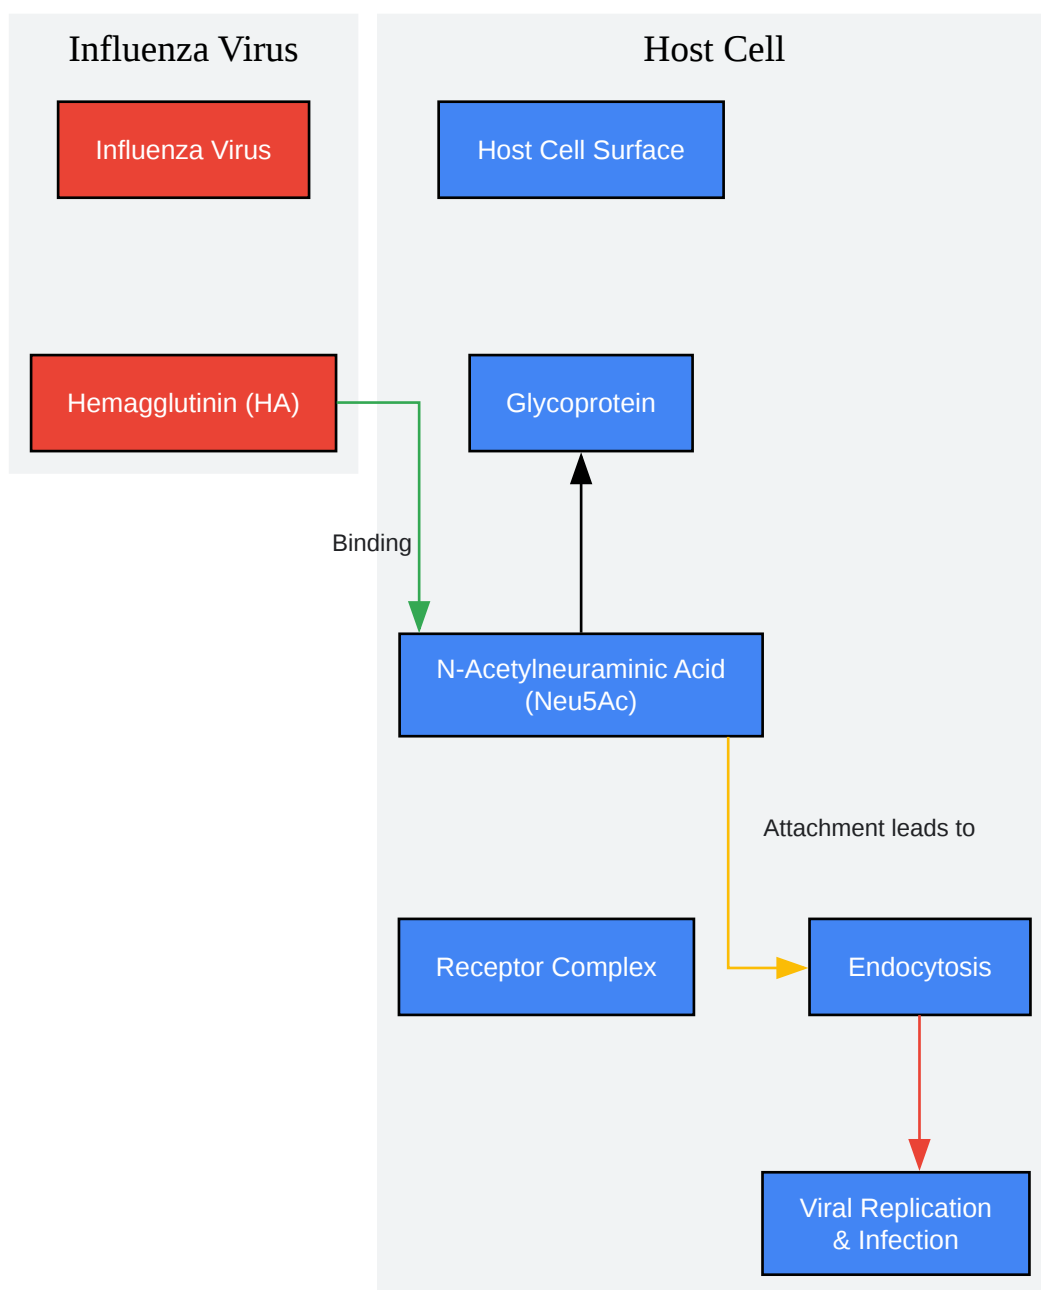 Influenza Virus
Host Cell
Influenza Virus
Host Cell Surface
Hemagglutinin (HA)
Glycoprotein
Binding
N-Acetylneuraminic Acid
(Neu5Ac)
Attachment leads to
Receptor Complex
Endocytosis
Viral Replication
& Infection